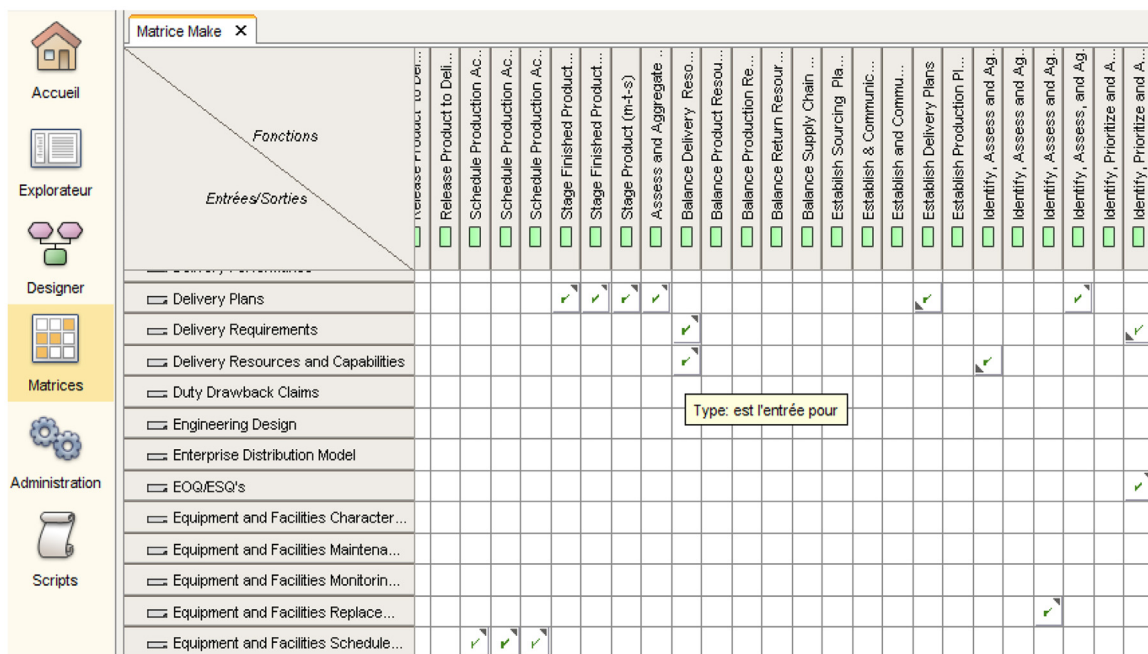 Matrice Make X
Accueil
Explorateur
Designer
Matrices
Administration
Scripts
Fonctions
Entrées/Sorties
Release Product to Deli...
Release Product to Deli...
Schedule Production Ac...
Schedule Production Ac...
Schedule Production Ac...
Stage Finished Product...
Stage Finished Product...
Stage Product (m-t-s)
Assess and Aggregate
Balance Delivery Reso...
Balance Product Resou...
Balance Production Re...
Balance Return Resour...
Balance Supply Chain ...
Establish Sourcing Pla...
Establish & Communic...
Establish and Commu...
Establish Delivery Plans
Establish Production Pl...
Identify, Assess and Ag..
Identify, Assess and Ag..
Identify, Assess and Ag..
Identify, Assess, and Ag.
Identify, Prioritize and A...
Identify, Prioritize and A...
Delivery Performance
Delivery Plans
Delivery Requirements
Delivery Resources and Capabilities
Duty Drawback Claims
Type: est l'entrée pour
Engineering Design
Enterprise Distribution Model
EOQ/ESQ's
Equipment and Facilities Character...
Equipment and Facilities Maintena...
Equipment and Facilities Monitorin...
Equipment and Facilities Replace...
Equipment and Facilities Schedule...